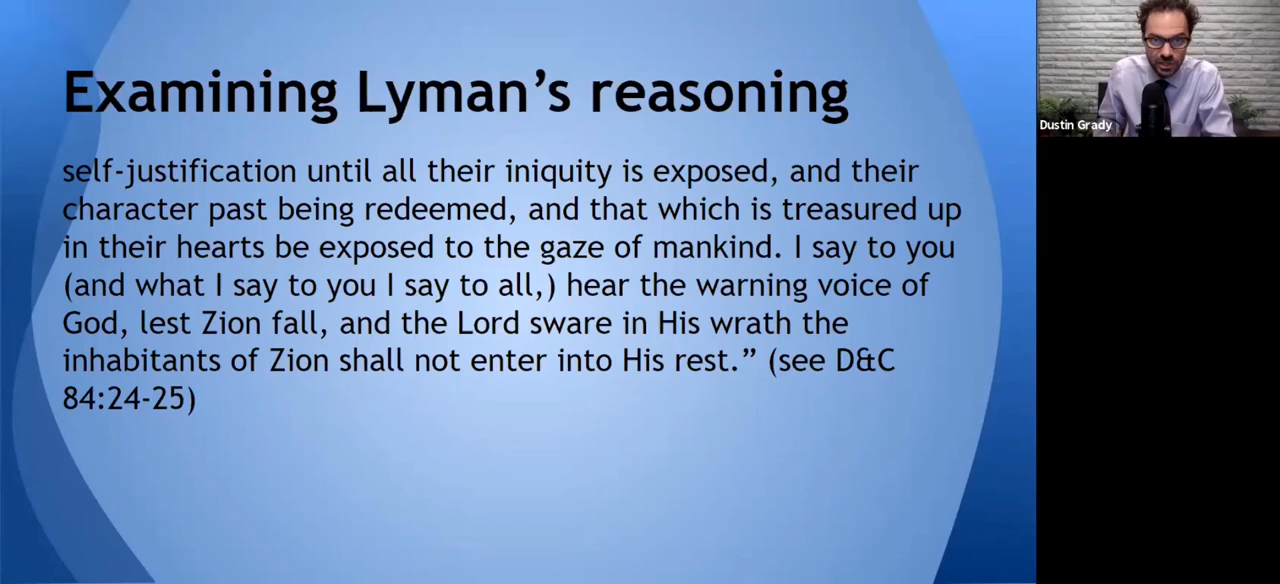 Examining Lyman’s reasoning
self-justification until all their iniquity is exposed, and their
character past being redeemed, and that which is treasured up
in their hearts be exposed to the gaze of mankind. I say to you
(and what I say to you I say to all,) hear the warning voice of
God, lest Zion fall, and the Lord sware in His wrath the
inhabitants of Zion shall not enter into His rest.” (see D&C
84:24-25)
Dustin Grady